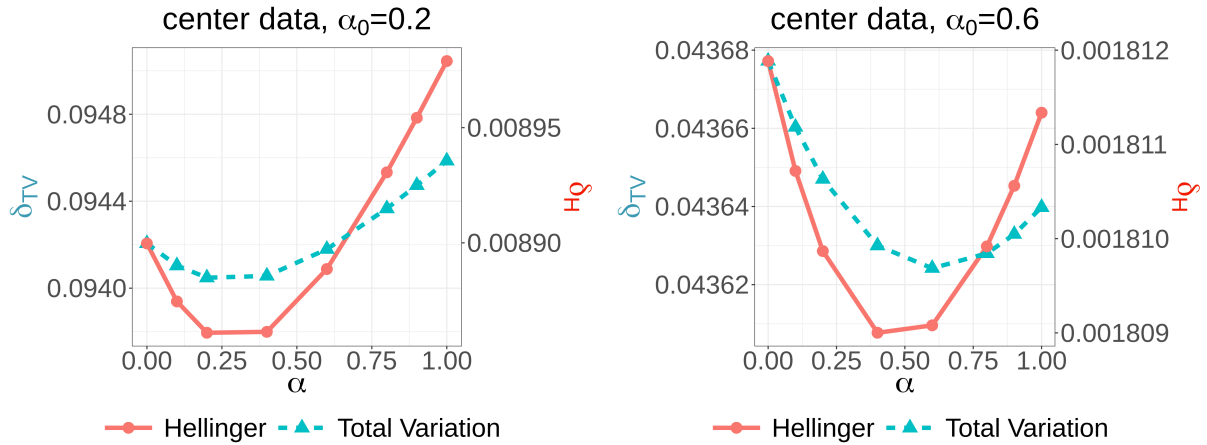 center data, α0=0.2
0.0948
0.0944
0.0940
δTV
0.00895
0.00890
δH
0.00 0.25 0.50 0.75 1.00
α
Hellinger Total Variation
center data, α0=0.6
0.04368
0.04366
0.04364
0.04362
δTV
0.001812
0.001811
0.001810
0.001809
δH
0.00 0.25 0.50 0.75 1.00
α
Hellinger Total Variation